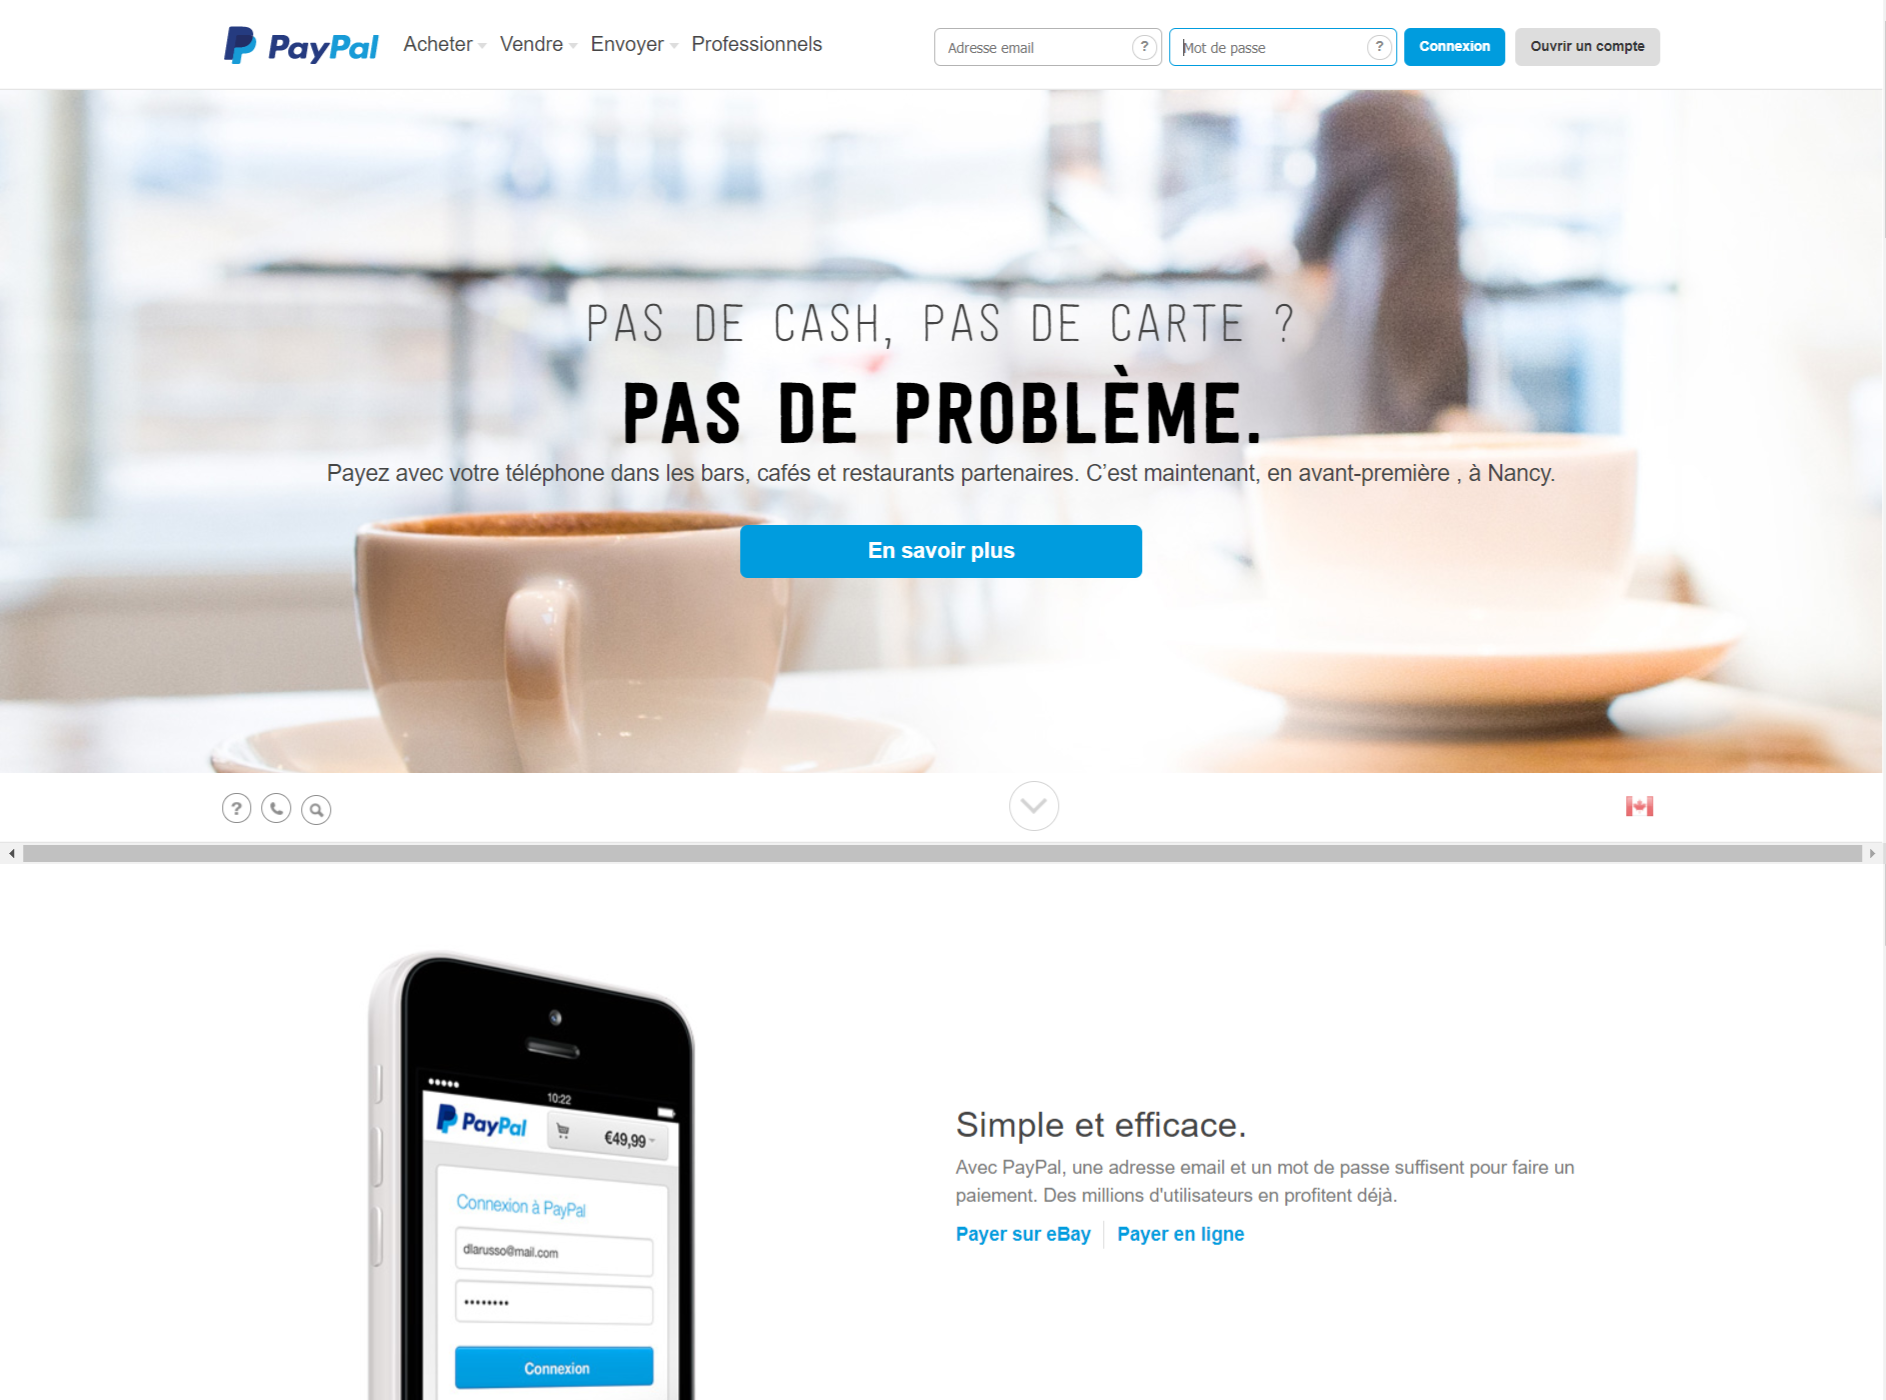 PayPal Acheter Vendre Envoyer Professionnels Adresse email ? Mot de passe ? Connexion Ouvrir un compte
PAS DE CASH, PAS DE CARTE ?
PAS DE PROBLÈME.
Payez avec votre téléphone dans les bars, cafés et restaurants partenaires. C’est maintenant, en avant-première , à Nancy.
En savoir plus
?
10:22
PayPal €49,99
Connexion à PayPal
dlarusso@mail.com
••••••••
Connexion
Simple et efficace.
Avec PayPal, une adresse email et un mot de passe suffisent pour faire un
paiement. Des millions d'utilisateurs en profitent déjà.
Payer sur eBay Payer en ligne